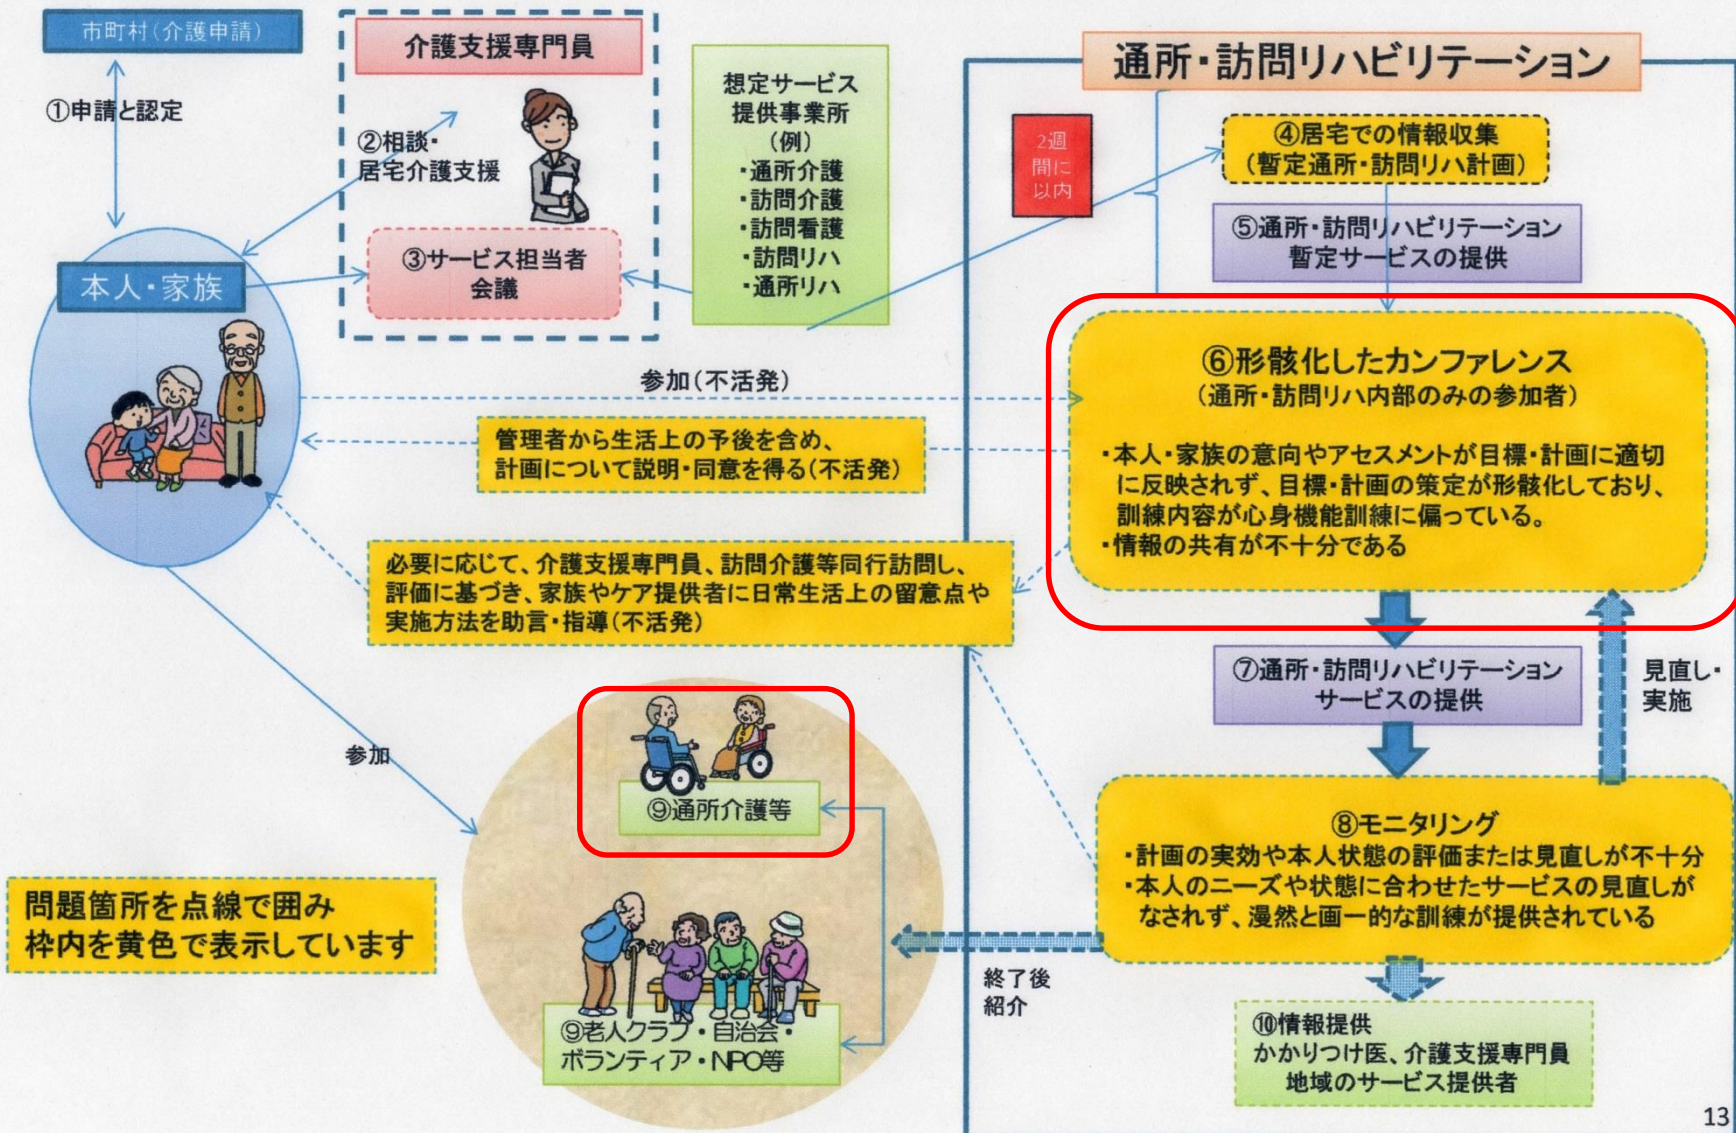 市町村(介護申請)
①申請と認定
介護支援専門員
②相談・
居宅介護支援
③サービス担当者
会議
想定サービス
提供事業所
(例)
・通所介護
・訪問介護
・訪問看護
・訪問リハ
・通所リハ
通所・訪問リハビリテーション
2週
間に
以内
④居宅での情報収集
(暫定通所・訪問リハ計画)
⑤通所・訪問リハビリテーション
暫定サービスの提供
本人・家族
⑥形骸化したカンファレンス
(通所・訪問リハ内部のみの参加者)
・本人・家族の意向やアセスメントが目標・計画に適切
に反映されず、目標・計画の策定が形骸化しており、
訓練内容が心身機能訓練に偏っている。
・情報の共有が不十分である
参加(不活発)
管理者から生活上の予後を含め、
計画について説明・同意を得る(不活発)
必要に応じて、介護支援専門員、訪問介護等同行訪問し、
評価に基づき、家族やケア提供者に日常生活上の留意点や
実施方法を助言・指導(不活発)
⑦通所・訪問リハビリテーション
サービスの提供
見直し・
実施
参加
⑨通所介護等
⑧モニタリング
・計画の実効や本人状態の評価または見直しが不十分
・本人のニーズや状態に合わせたサービスの見直しが
なされず、漫然と画一的な訓練が提供されている
問題箇所を点線で囲み
枠内を黄色で表示しています
終了後
紹介
⑨老人クラブ・自治会・
ボランティア・NPO等
⑩情報提供
かかりつけ医、介護支援専門員
地域のサービス提供者
13